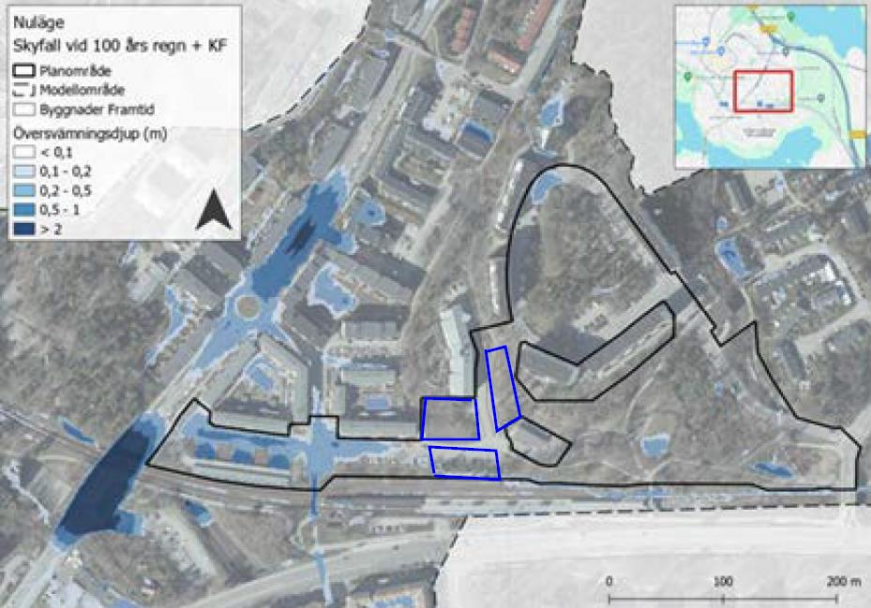 Nuläge
Skyfall vid 100 års regn + KF
Planområde
Modellområde
Byggnader Framtid
Översvämningsdjup (m)
< 0,1
0,1 - 0,2
0,2 - 0,5
0,5 - 1
> 2
0 100 200 m